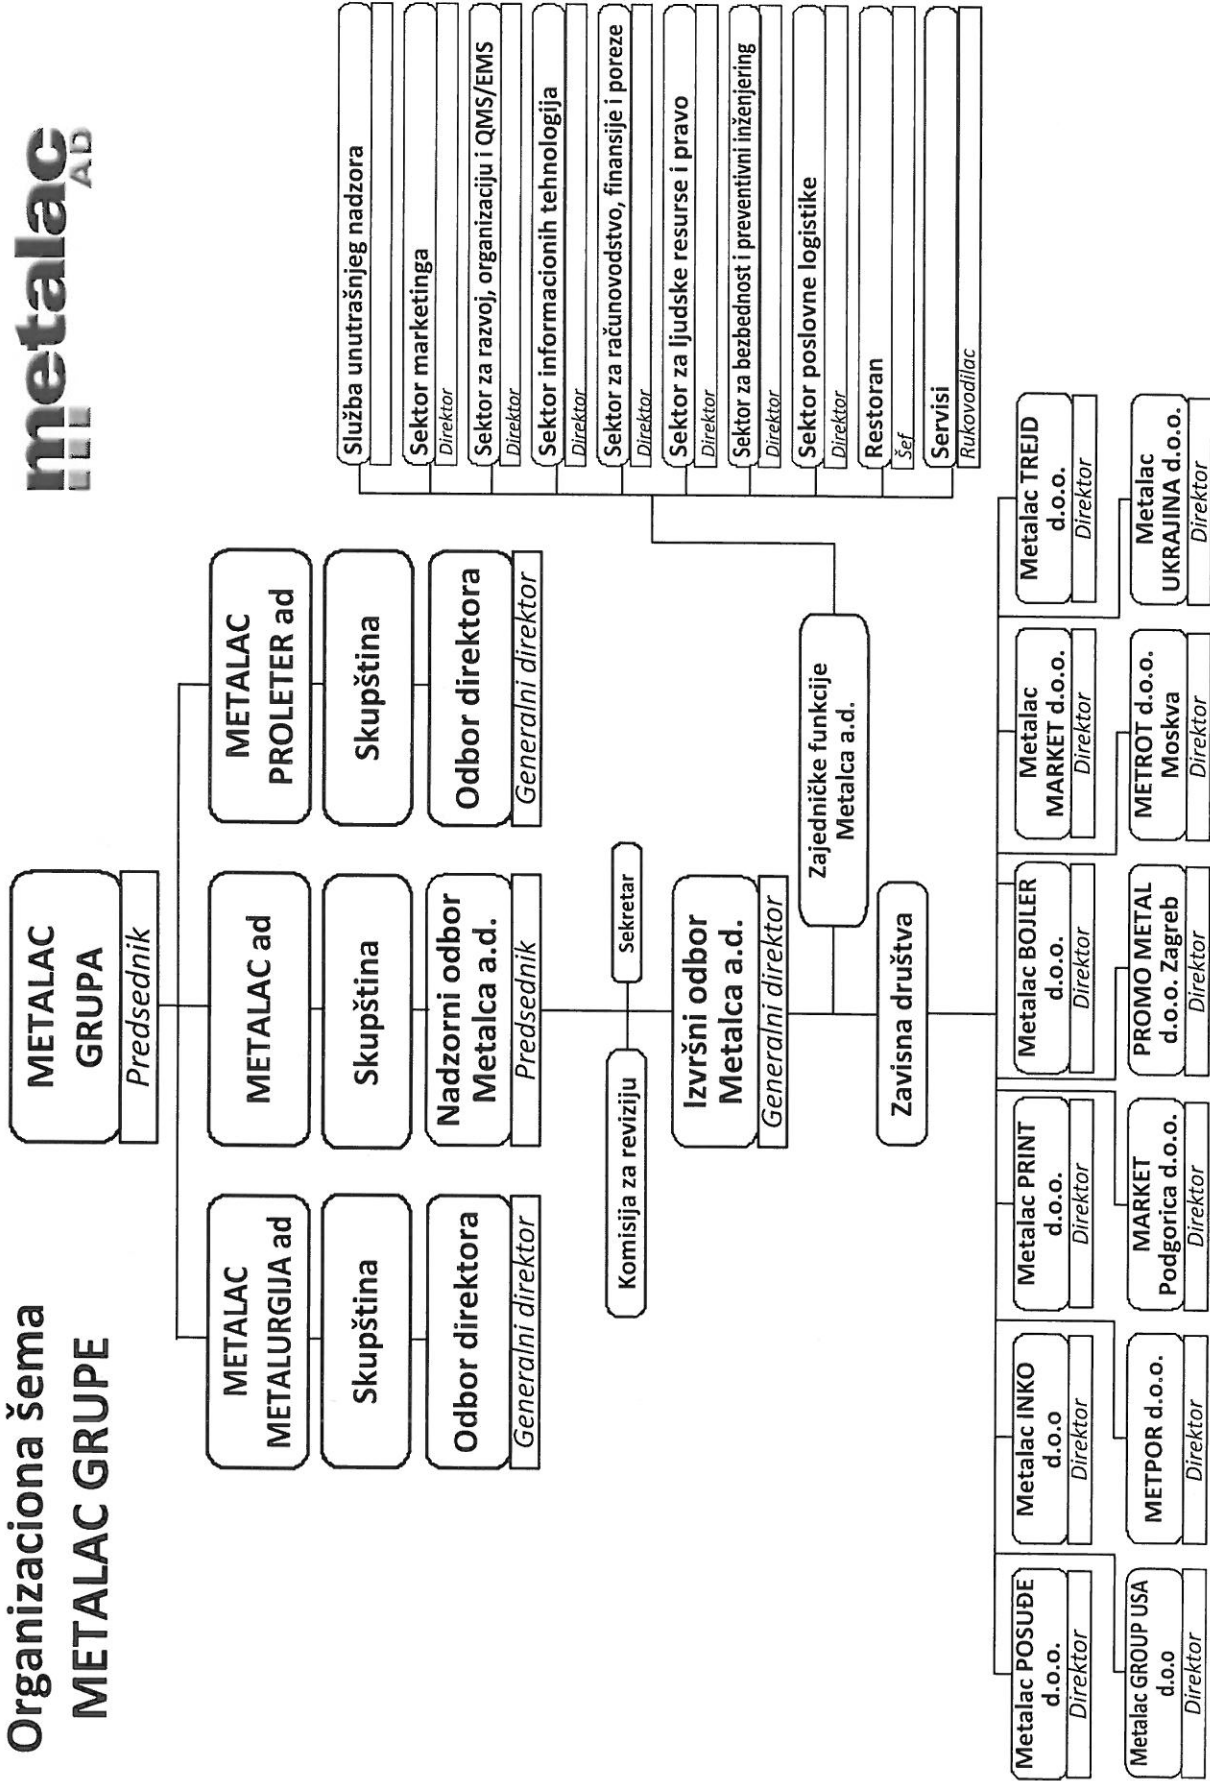 Organizaciona šema
METALAC GRUPE
metalac
AD
METALAC
GRUPA
Predsednik
METALAC
METALURGIJA ad
Skupština
Odbor direktora
Generalni direktor
METALAC ad
Skupština
Nadzorni odbor
Metalca a.d.
Predsednik
METALAC
PROLETER ad
Skupština
Odbor direktora
Generalni direktor
Komisija za reviziju
Sekretar
Izvršni odbor
Metalca a.d.
Generalni direktor
Zajedničke funkcije
Metalca a.d.
Služba unutrašnjeg nadzora
Sektor marketinga
Direktor
Sektor za razvoj, organizaciju i QMS/EMS
Direktor
Sektor informacionih tehnologija
Direktor
Sektor za računovodstvo, finansije i poreze
Direktor
Sektor za ljudske resurse i pravo
Direktor
Sektor za bezbednost i preventivni inženjering
Direktor
Sektor poslovne logistike
Direktor
Restoran
Šef
Servisi
Rukovodilac
Zavisna društva
Metalac POSUĐE
d.o.o.
Direktor
Metalac INKO
d.o.o
Direktor
Metalac PRINT
d.o.o.
Direktor
Metalac BOJLER
d.o.o.
Direktor
Metalac
MARKET d.o.o.
Direktor
Metalac TREJD
d.o.o.
Direktor
Metalac GROUP USA
d.o.o
Direktor
METPOR d.o.o.
Direktor
MARKET
Podgorica d.o.o.
Direktor
PROMO METAL
d.o.o. Zagreb
Direktor
METROT d.o.o.
Moskva
Direktor
Metalac
UKRAJINA d.o.o.
Direktor